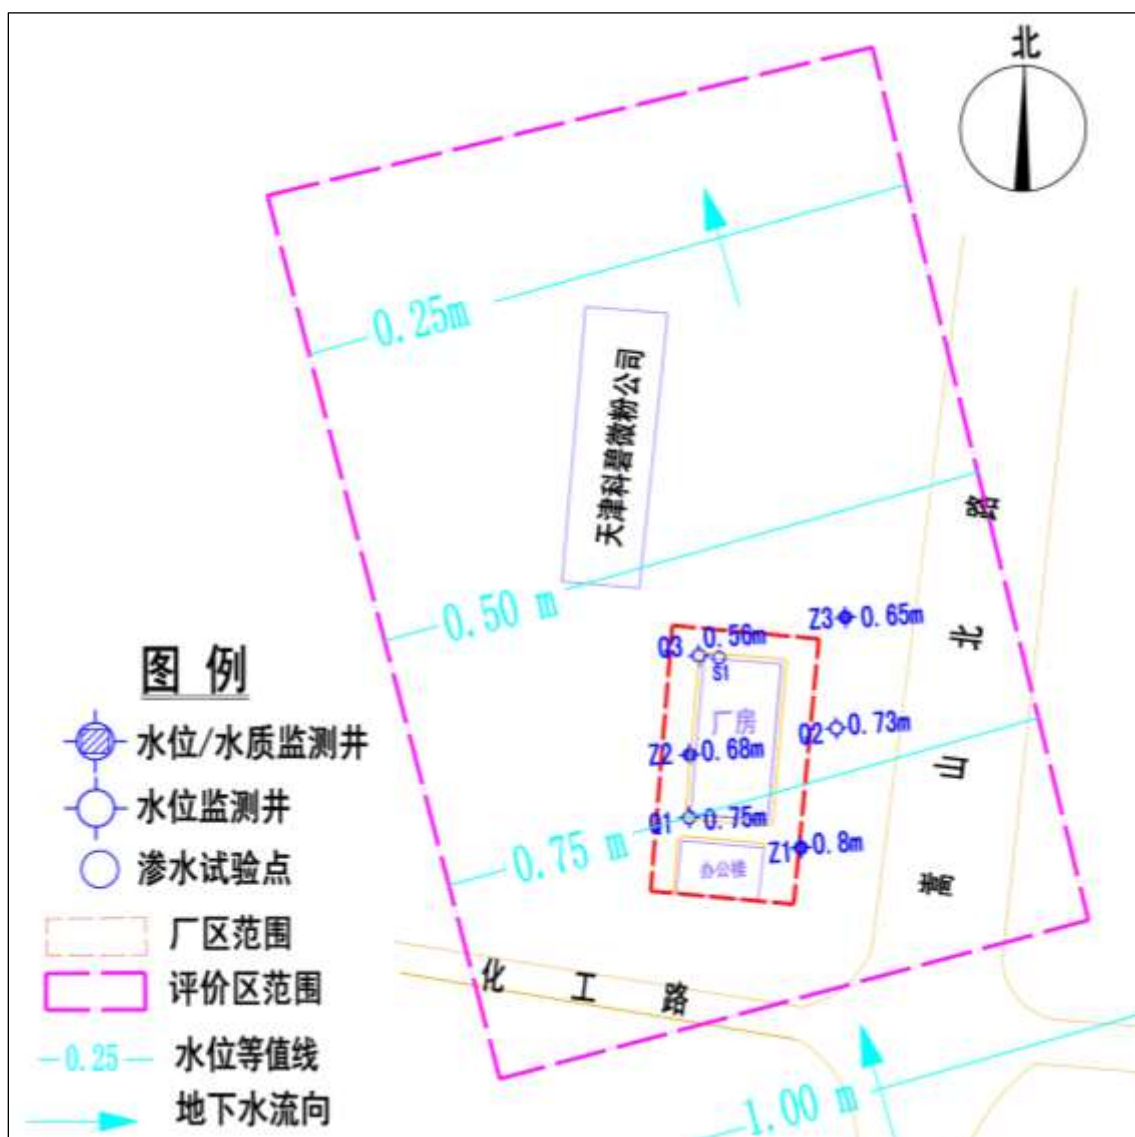 北
0.25m
天津科碧微粉公司
0.50 m
路
北
山
嵩
Z3 0.65m
Q3 0.56m
S1
厂房
Q2 0.73m
Z2 0.68m
Q1 0.75m
0.75 m
Z1 0.8m
办公楼
化工路
1.00 m
图 例
水位/水质监测井
水位监测井
渗水试验点
厂区范围
评价区范围
0.25 水位等值线
地下水流向